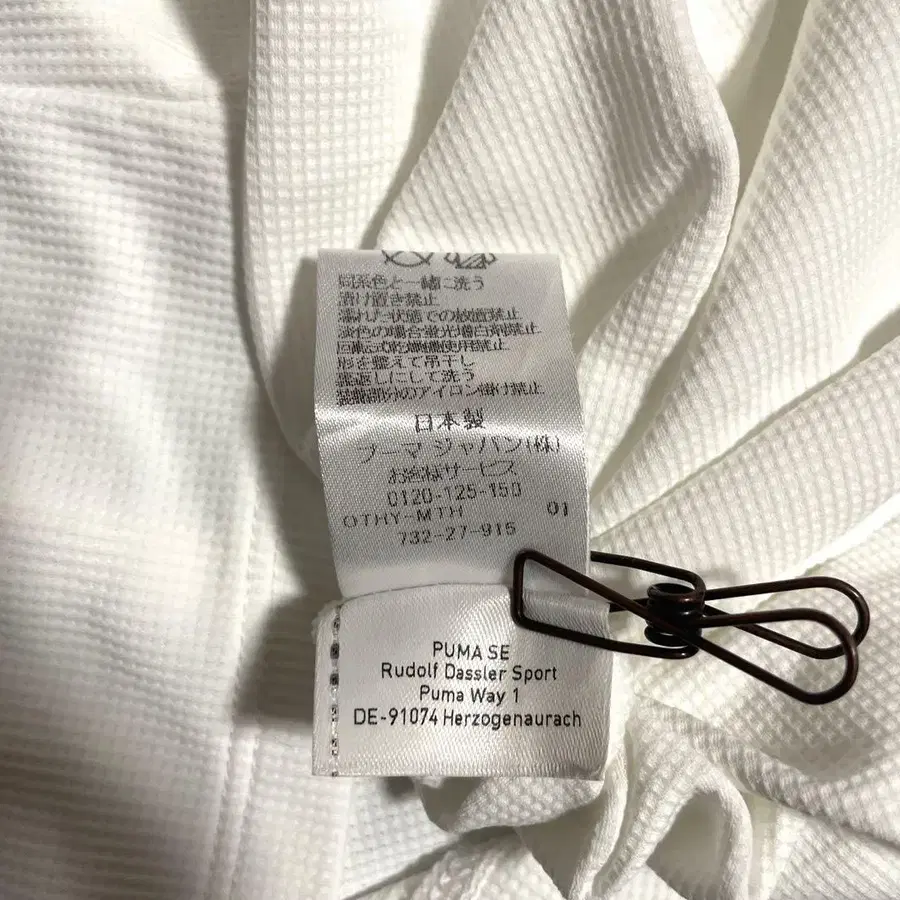 同系色と一緒に洗う
漬け置き禁止
濡れた状態での放置禁止
淡色の場合蛍光増白剤禁止
回転式乾燥機使用禁止
形を整えて吊干し
裏返しにして洗う
装飾部分のアイロン掛け禁止
日本製
プーマ ジャパン(株)
お客様サービス
0120-125-150
OTHY-MTH 01
732-27-915
PUMA SE
Rudolf Dassler Sport
Puma Way 1
DE-91074 Herzogenaurach